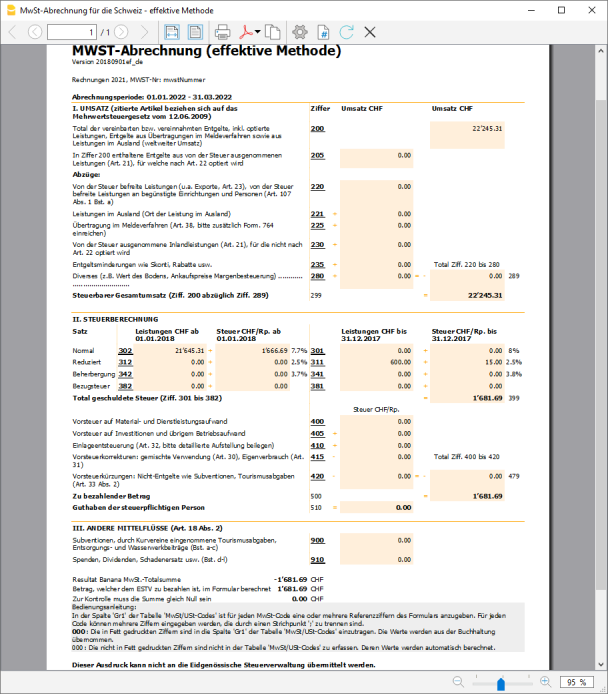 MwSt-Abrechnung für die Schweiz - effektive Methode
1 / 1
MWST-Abrechnung (effektive Methode)
Version 20180901ef_de
Rechnungen 2021, MWST-Nr: mwstNummer
Abrechnungsperiode: 01.01.2022 - 31.03.2022
I. UMSATZ (zitierte Artikel beziehen sich auf das Ziffer Umsatz CHF Umsatz CHF
Mehrwertsteuergesetz vom 12.06.2009)
Total der vereinbarten bzw. vereinnahmten Entgelte, inkl. optierte 200 22'245.31
Leistungen, Entgelte aus Übertragungen im Meldeverfahren sowie aus
Leistungen im Ausland (weltweiter Umsatz)
In Ziffer 200 enthaltene Entgelte aus von der Steuer ausgenommenen 205 0.00
Leistungen (Art. 21), für welche nach Art. 22 optiert wird
Abzüge:
Von der Steuer befreite Leistungen (u.a. Exporte, Art. 23), von der Steuer 220 0.00
befreite Leistungen an begünstigte Einrichtungen und Personen (Art. 107
Abs. 1 Bst. a)
Leistungen im Ausland (Ort der Leistung im Ausland) 221 + 0.00
Übertragung im Meldeverfahren (Art. 38, bitte zusätzlich Form. 764 225 + 0.00
einreichen)
Von der Steuer ausgenommene Inlandleistungen (Art. 21), für die nicht nach 230 + 0.00
Art. 22 optiert wird
Entgeltsminderungen wie Skonti, Rabatte usw. 235 + 0.00 Total Ziff. 220 bis 280
Diverses (z.B. Wert des Bodens, Ankaufspreise Margenbesteuerung) ............ 280 + 0.00 = - 0.00 289
............................
Steuerbarer Gesamtumsatz (Ziff. 200 abzüglich Ziff. 289) 299 = 22'245.31
II. STEUERBERECHNUNG
Satz Leistungen CHF ab Steuer CHF/Rp. ab Leistungen CHF bis Steuer CHF/Rp. bis
01.01.2018 01.01.2018 31.12.2017 31.12.2017
Normal 302 21'645.31 + 1'666.69 7.7% 301 0.00 + 0.00 8%
Reduziert 312 0.00 + 0.00 2.5% 311 600.00 + 15.00 2.5%
Beherbergung 342 0.00 + 0.00 3.7% 341 0.00 + 0.00 3.8%
Bezugsteuer 382 0.00 + 0.00 381 0.00 + 0.00
Total geschuldete Steuer (Ziff. 301 bis 382) = 1'681.69 399
Steuer CHF/Rp.
Vorsteuer auf Material- und Dienstleistungsaufwand 400 0.00
Vorsteuer auf Investitionen und übrigem Betriebsaufwand 405 + 0.00
Einlageentsteuerung (Art. 32, bitte detaillierte Aufstellung beilegen) 410 + 0.00
Vorsteuerkorrekturen: gemischte Verwendung (Art. 30), Eigenverbrauch (Art. 415 - 0.00 Total Ziff. 400 bis 420
31)
Vorsteuerkürzungen: Nicht-Entgelte wie Subventionen, Tourismusabgaben 420 - 0.00 = - 0.00 479
(Art. 33 Abs. 2)
Zu bezahlender Betrag 500 = 1'681.69
Guthaben der steuerpflichtigen Person 510 = 0.00
III. ANDERE MITTELFLÜSSE (Art. 18 Abs. 2)
Subventionen, durch Kurvereine eingenommene Tourismusabgaben, 900 0.00
Entsorgungs- und Wasserwerkbeiträge (Bst. a-c)
Spenden, Dividenden, Schadenersatz usw. (Bst. d-l) 910 0.00
Resultat Banana MwSt.-Totalsumme -1'681.69 CHF
Betrag, welcher dem ESTV zu bezahlen ist, im Formular berechnet 1'681.69 CHF
Zur Kontrolle muss die Summe gleich Null sein 0.00 CHF
Bedienungsanleitung:
In der Spalte 'Gr1' der Tabelle 'MwSt/USt-Codes' ist für jeden MwSt-Code eine oder mehrere Referenzziffern des Formulars anzugeben. Für jeden
Code können mehrere Ziffern eingegeben werden, die durch einen Strichpunkt ';' zu trennen sind.
000 : Die in Fett gedruckten Ziffern sind in die Spalte 'Gr1' der Tabelle 'MwSt/USt-Codes' einzutragen. Die Werte werden aus der Buchhaltung
übernommen.
000 : Die nicht in Fett gedruckten Ziffern sind nicht in der Tabelle 'MwSt/USt-Codes' zu erfassen. Deren Werte werden automatisch berechnet.
Dieser Ausdruck kann nicht an die Eidgenössische Steuerverwaltung übermittelt werden.
95 %